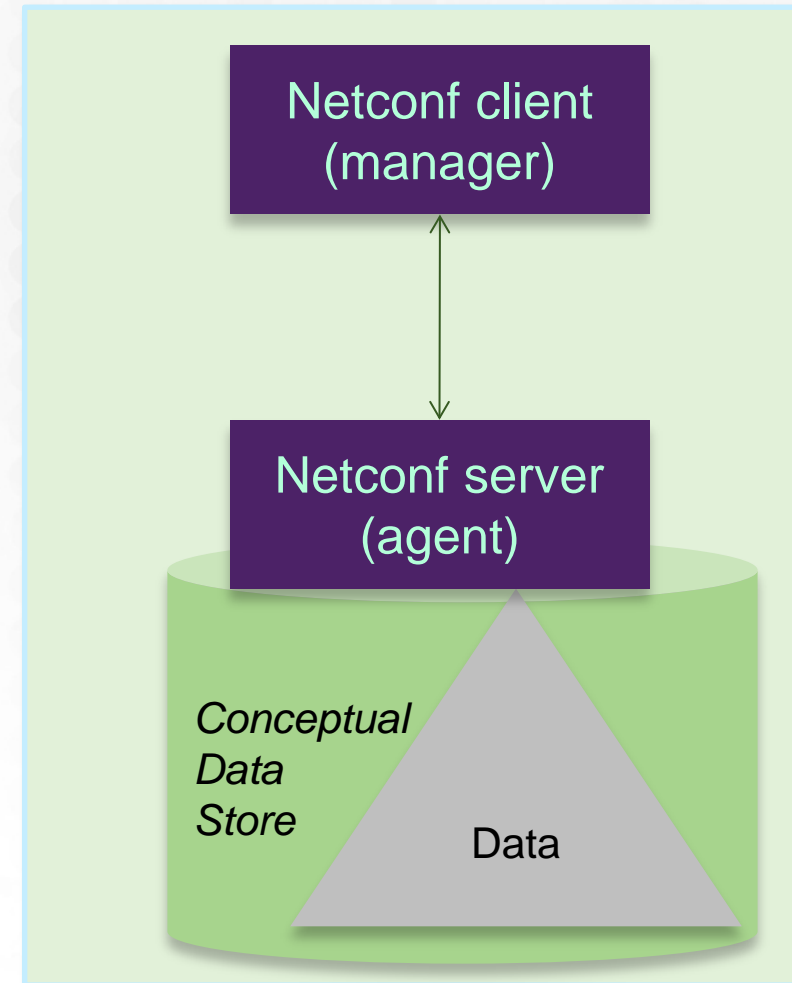 Netconf client
(manager)
Netconf server
(agent)
Conceptual
Data
Store
Data